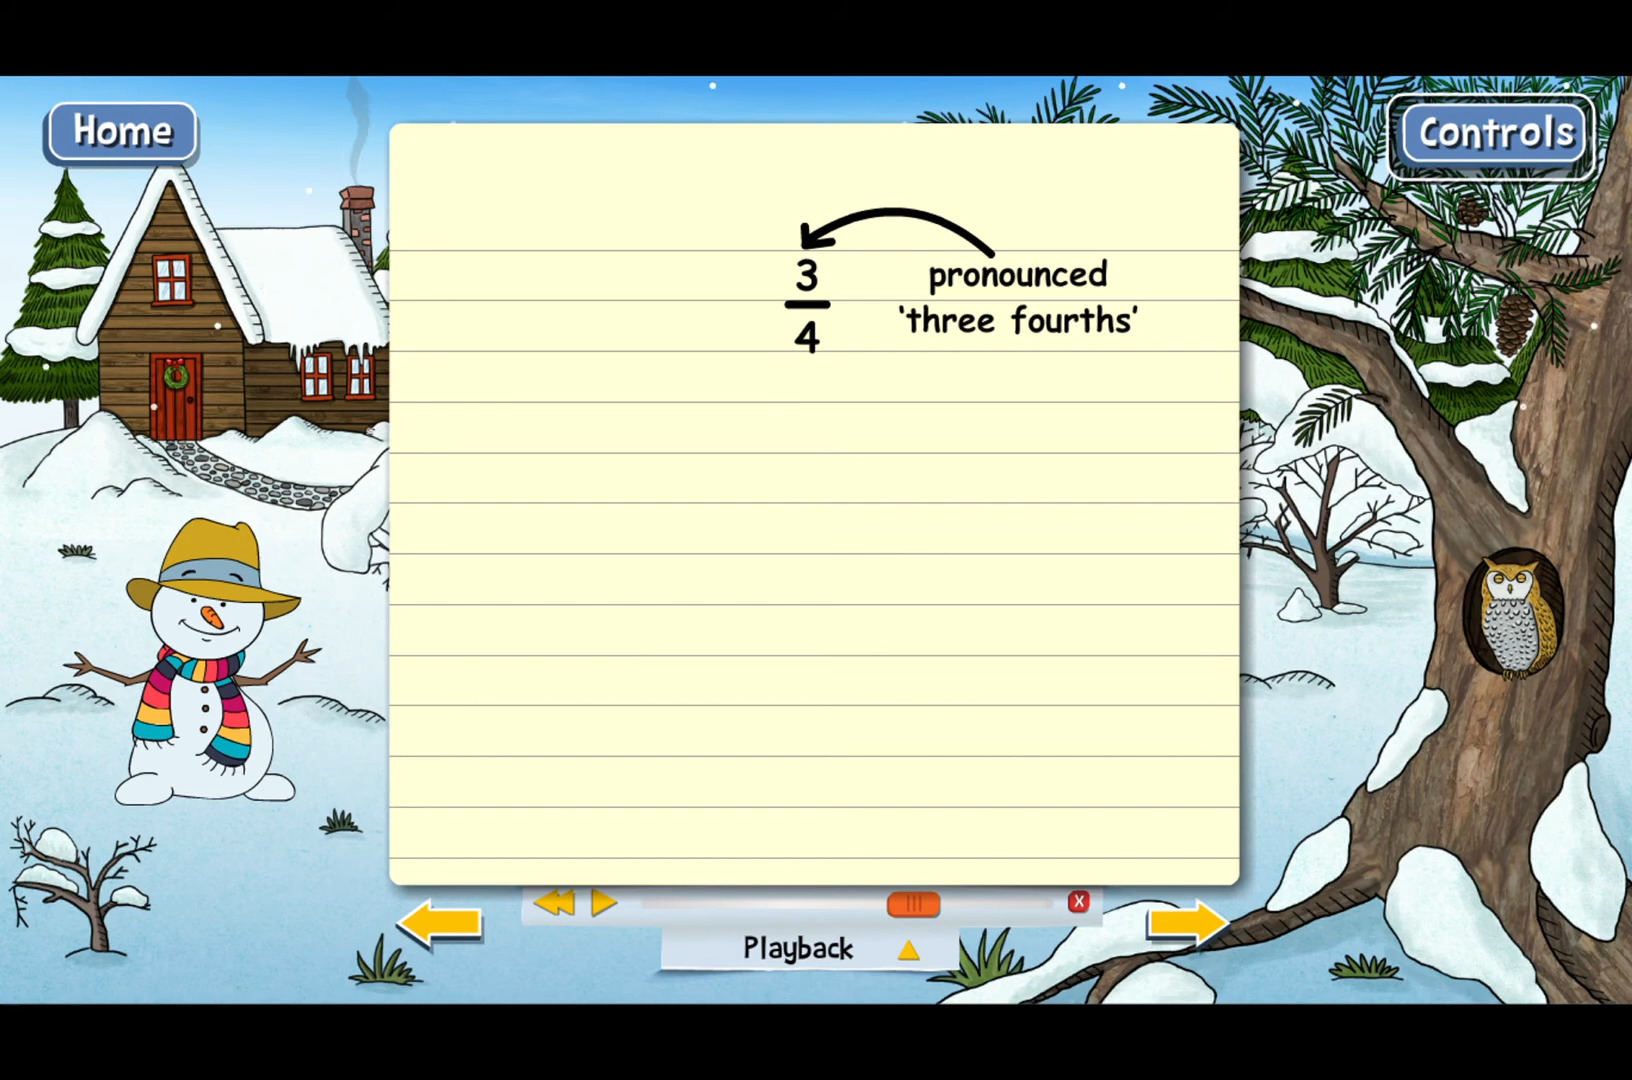 Home
Controls
3
4
pronounced
‘three fourths’
X
Playback